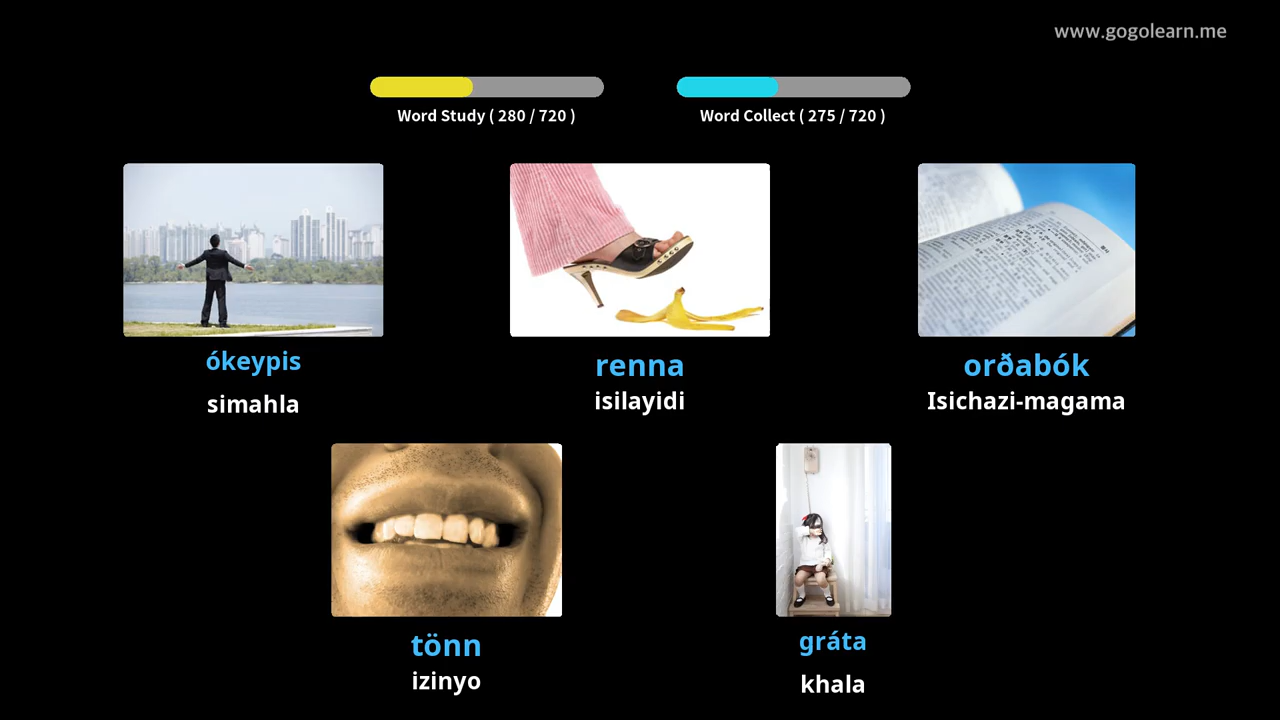 www.gogolearn.me
Word Study ( 280 / 720 )
Word Collect ( 275 / 720 )
ókeypis
simahla
renna
isilayidi
orðabók
Isichazi-magama
tönn
izinyo
gráta
khala